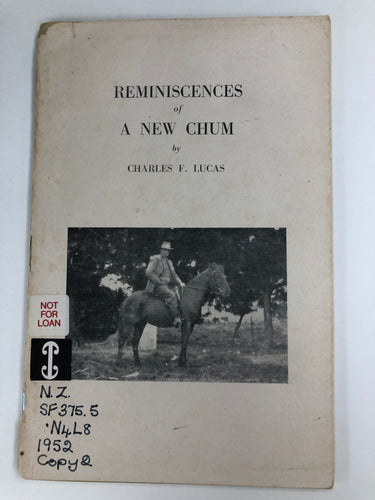 REMINISCENCES
of
A NEW CHUM
by
CHARLES F. LUCAS
NOT
FOR
LOAN
N.Z.
SF375.5
·N4L8
1952
Copy 2